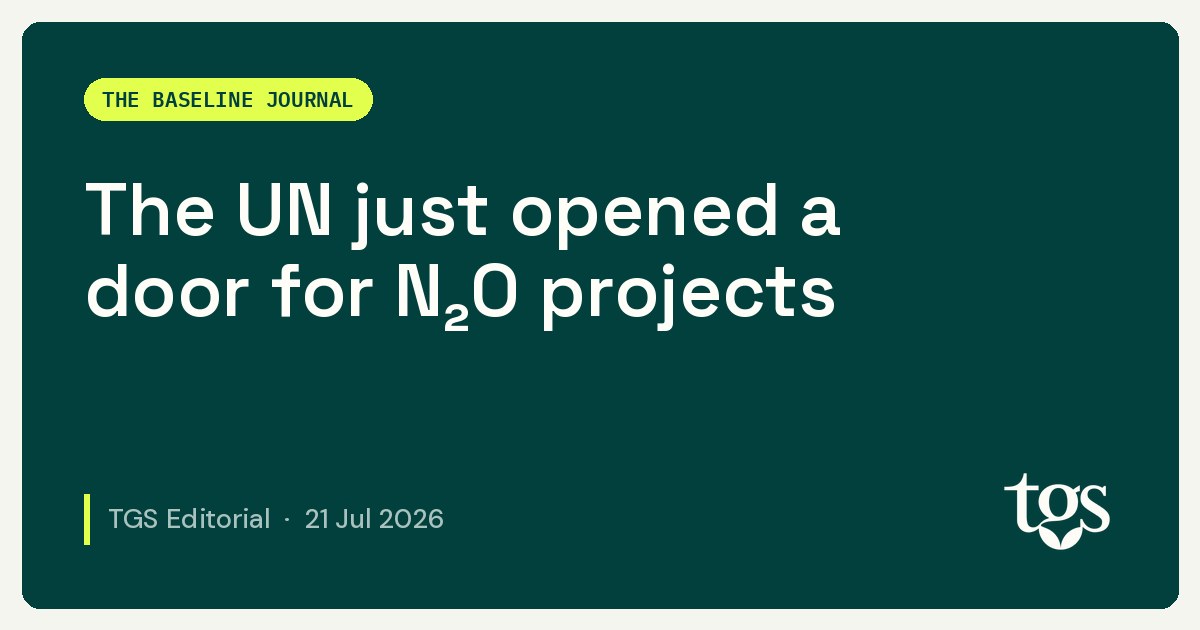 THE BASELINE JOURNAL
The UN just opened a
door for N₂O projects
TGS Editorial · 21 Jul 2026
tgs